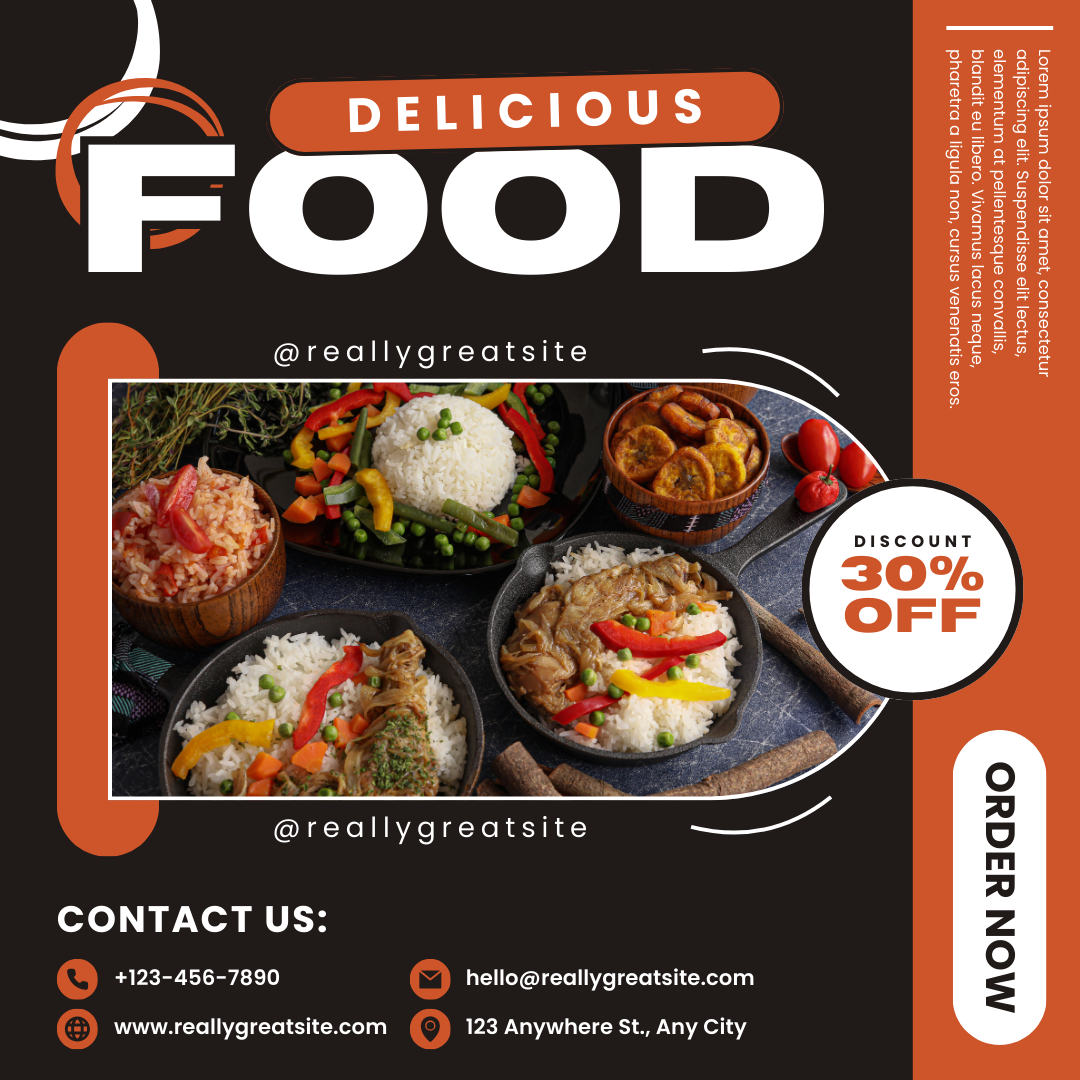 DELICIOUS
FOOD
@reallygreatsite
@reallygreatsite
DISCOUNT
30%
OFF
Lorem ipsum dolor sit amet, consectetur
adipiscing elit. Suspendisse elit lectus,
elementum at pellentesque convallis,
blandit eu libero. Vivamus lacus neque,
pharetra a ligula non, cursus venenatis eros.
ORDER NOW
CONTACT US:
+123-456-7890
hello@reallygreatsite.com
www.reallygreatsite.com
123 Anywhere St., Any City